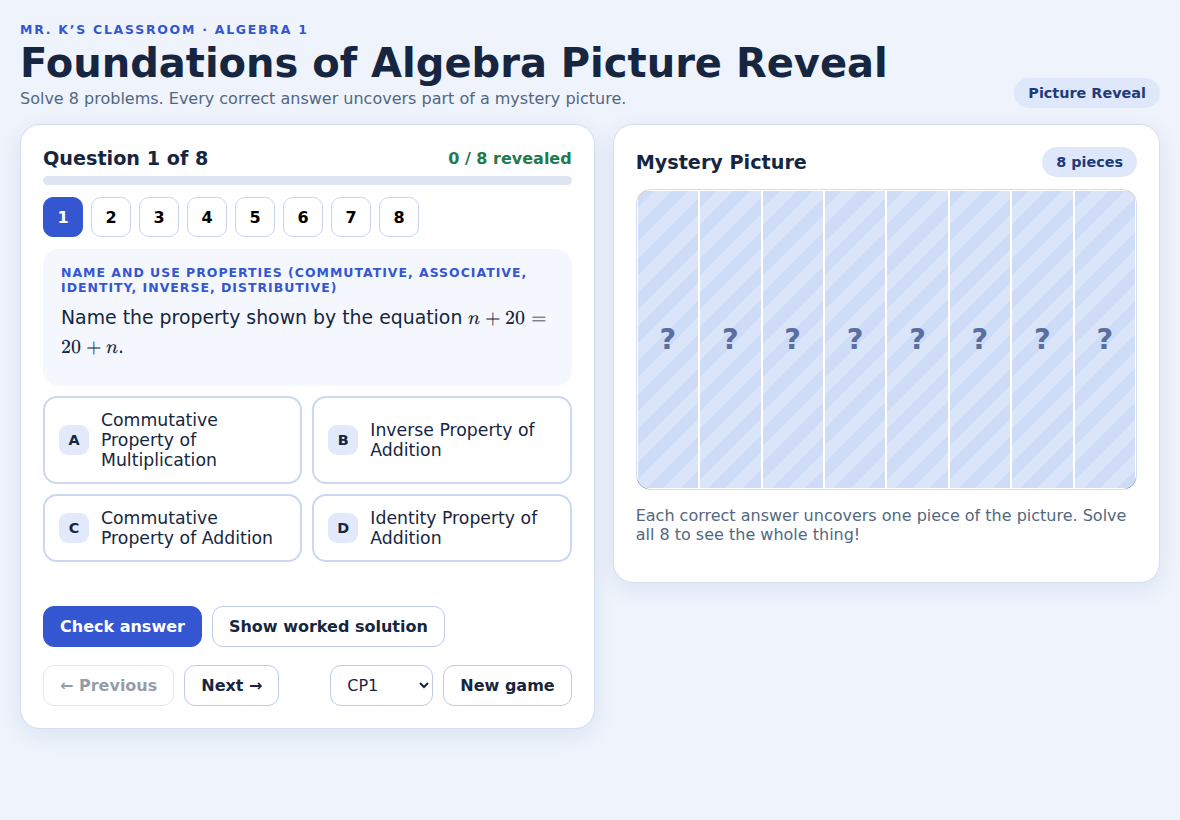 MR. K’S CLASSROOM · ALGEBRA 1
Foundations of Algebra Picture Reveal
Solve 8 problems. Every correct answer uncovers part of a mystery picture.
Picture Reveal
Question 1 of 8
0 / 8 revealed
1 2 3 4 5 6 7 8
NAME AND USE PROPERTIES (COMMUTATIVE, ASSOCIATIVE,
IDENTITY, INVERSE, DISTRIBUTIVE)
Name the property shown by the equation n + 20 =
20 + n.
A Commutative
Property of
Multiplication
B Inverse Property of
Addition
C Commutative
Property of Addition
D Identity Property of
Addition
Check answer
Show worked solution
← Previous
Next →
CP1
New game
Mystery Picture
8 pieces
? ? ? ? ? ? ? ?
Each correct answer uncovers one piece of the picture. Solve
all 8 to see the whole thing!